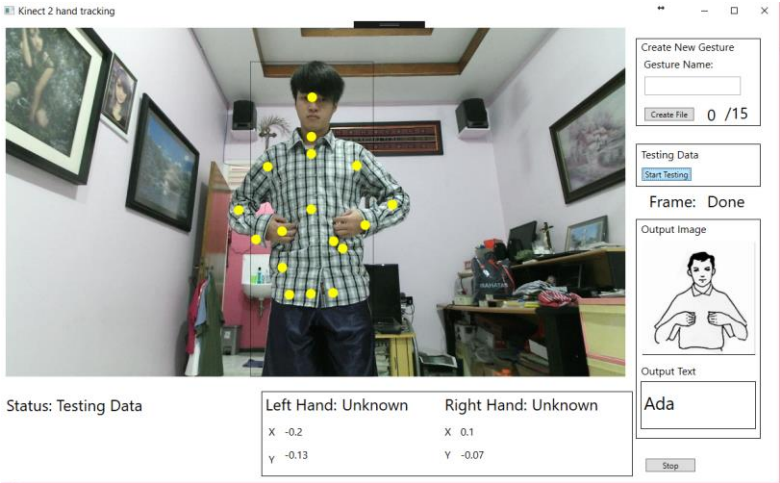 Kinect 2 hand tracking
Create New Gesture
Gesture Name:
Create File 0 /15
Testing Data
Start Testing
Frame: Done
Output Image
Output Text
Ada
Stop
Status: Testing Data
Left Hand: Unknown
X -0.2
Y -0.13
Right Hand: Unknown
X 0.1
Y -0.07